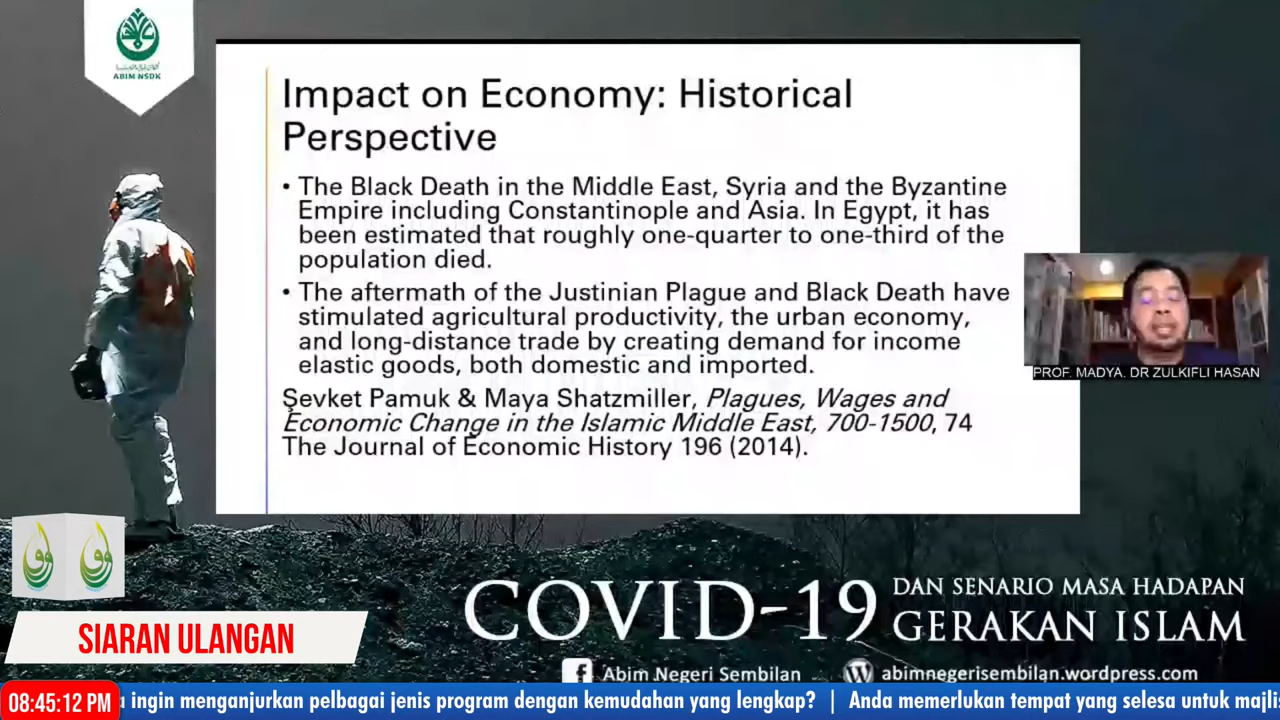 ABIM NSDK
Impact on Economy: Historical
Perspective
• The Black Death in the Middle East, Syria and the Byzantine
Empire including Constantinople and Asia. In Egypt, it has
been estimated that roughly one-quarter to one-third of the
population died.
• The aftermath of the Justinian Plague and Black Death have
stimulated agricultural productivity, the urban economy,
and long-distance trade by creating demand for income
elastic goods, both domestic and imported.
Şevket Pamuk & Maya Shatzmiller, Plagues, Wages and
Economic Change in the Islamic Middle East, 700-1500, 74
The Journal of Economic History 196 (2014).
PROF. MADYA. DR ZULKIFLI HASAN
COVID-19
DAN SENARIO MASA HADAPAN
GERAKAN ISLAM
SIARAN ULANGAN
f Abim Negeri Sembilan
abimnegerisembilan.wordpress.com
08:45:12 PM
ingin menganjurkan pelbagai jenis program dengan kemudahan yang lengkap? | Anda memerlukan tempat yang selesa untuk majli